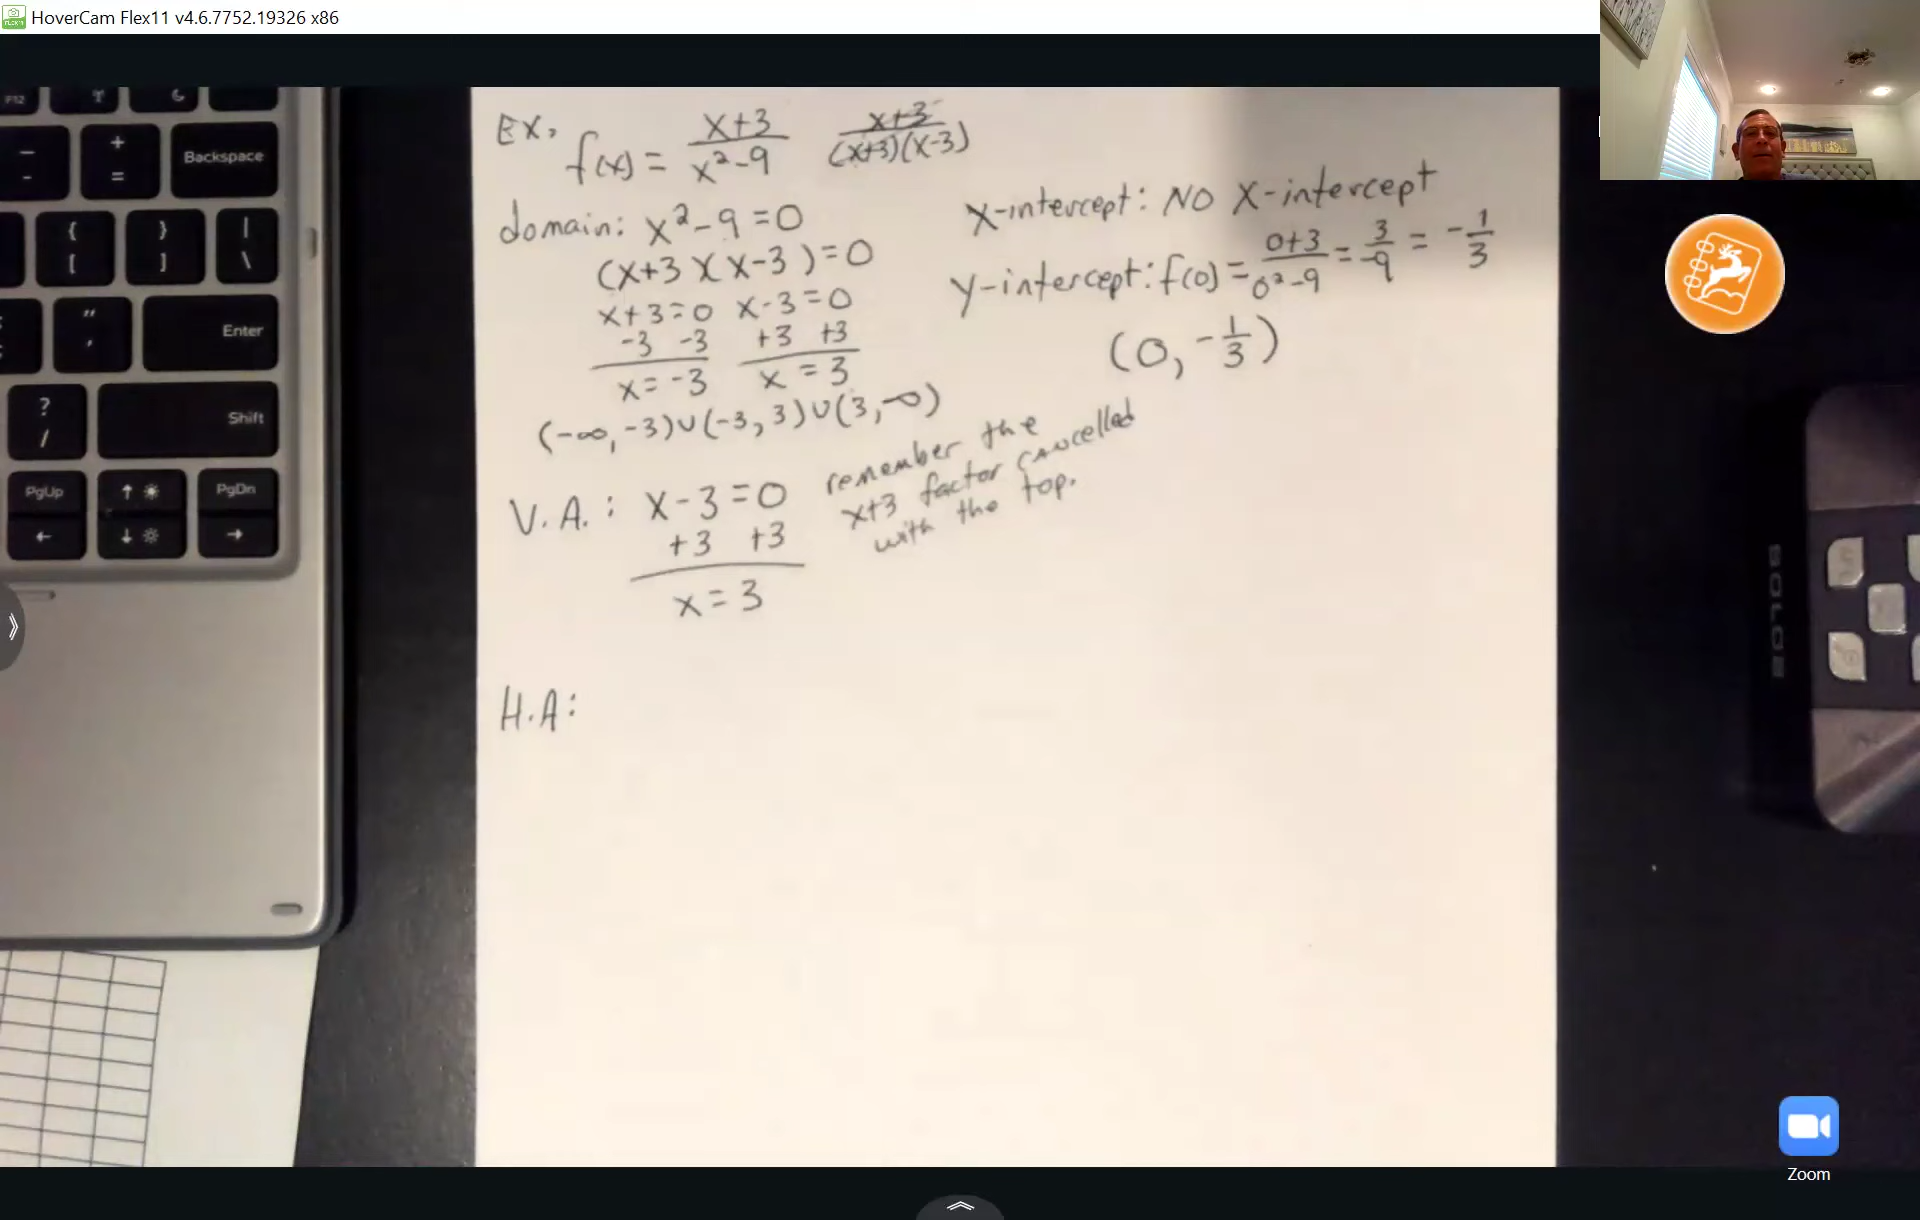 HoverCam Flex11 v4.6.7752.19326 x86
Ex. f(x) = (x+3)/(x²-9) (x+3)/((x+3)(x-3))
domain: x²-9=0
(x+3)(x-3)=0
x+3=0 x-3=0
-3 -3 +3 +3
x=-3 x=3
(-∞,-3)∪(-3,3)∪(3,∞)
X-intercept: NO X-intercept
y-intercept: f(0) = (0+3)/(0²-9) = 3/-9 = -1/3
(0, -1/3)
V.A.: x-3=0
+3 +3
x=3
remember the
x+3 factor cancelled
with the top.
H.A:
F12
- -
+ =
Backspace
{ [
} ]
| \
" '
Enter
? /
Shift
PgUp
PgDn
Zoom